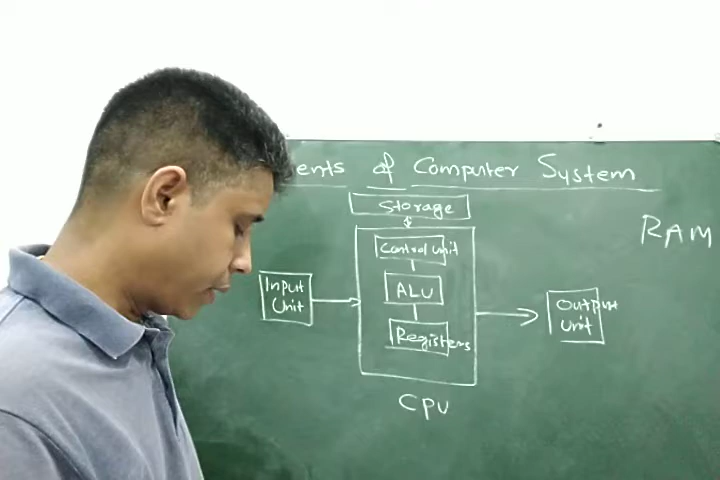 ents of Computer System
Storage
RAM
Control unit
Input
Unit
ALU
Output
unit
Registers
CPU